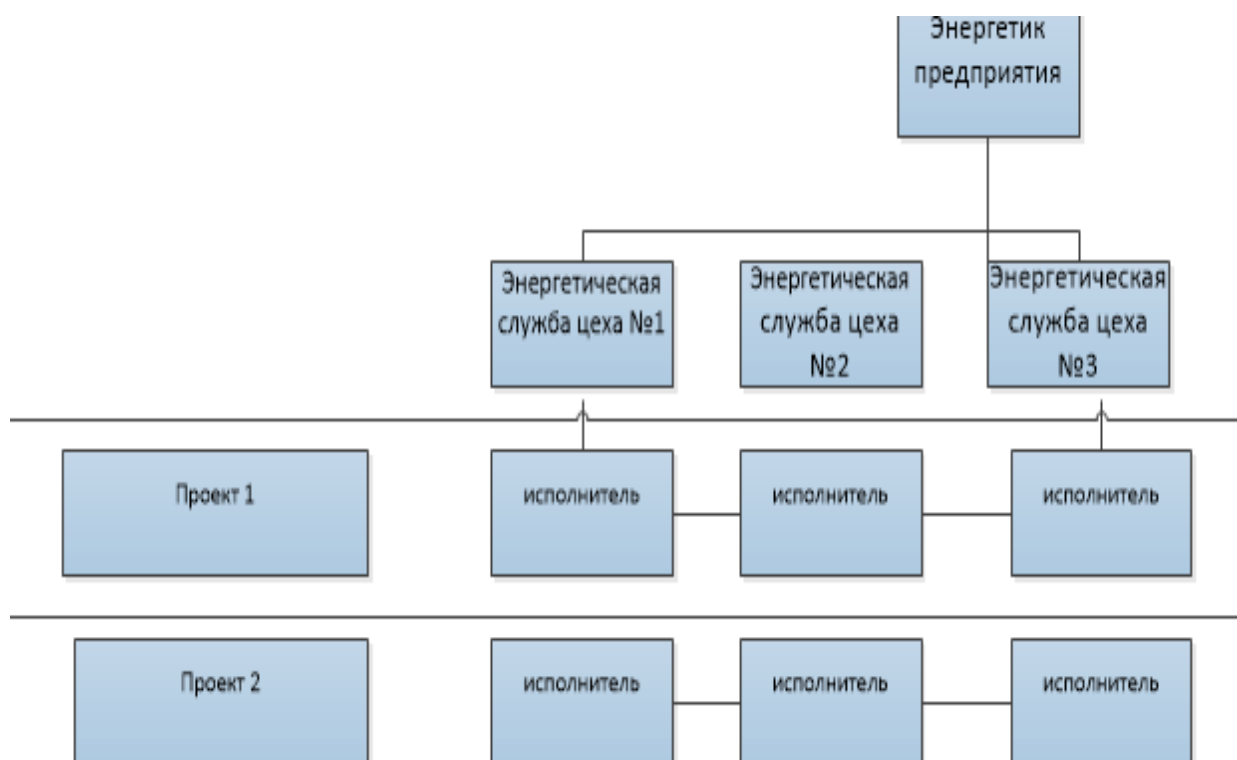 Энергетик
предприятия
Энергетическая
служба цеха №1
Энергетическая
служба цеха
№2
Энергетическая
служба цеха
№3
Проект 1
исполнитель
исполнитель
исполнитель
Проект 2
исполнитель
исполнитель
исполнитель